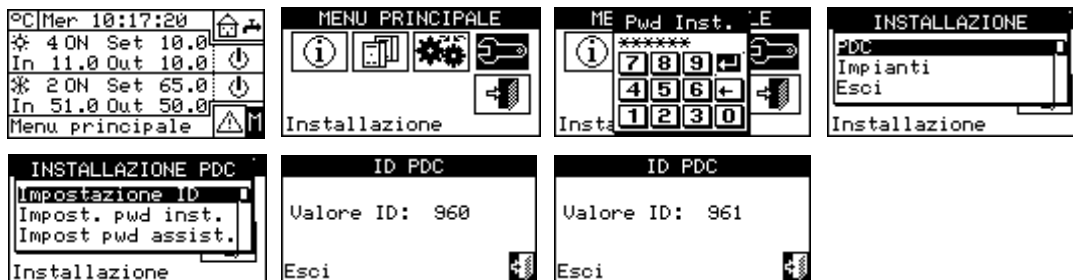 °C Mer 10:17:20
4 ON Set 10.0
In 11.0 Out 10.0
2 ON Set 65.0
In 51.0 Out 50.0
Menu principale M
MENU PRINCIPALE
i
Installazione
ME Pwd Inst. LE
******
i 7 8 9
4 5 6
Insta 1 2 3 0
INSTALLAZIONE
PDC
Impianti
Esci
Installazione
INSTALLAZIONE PDC
Impostazione ID
Impost. pwd inst.
Impost pwd assist.
Installazione
ID PDC
Valore ID: 960
Esci
ID PDC
Valore ID: 961
Esci